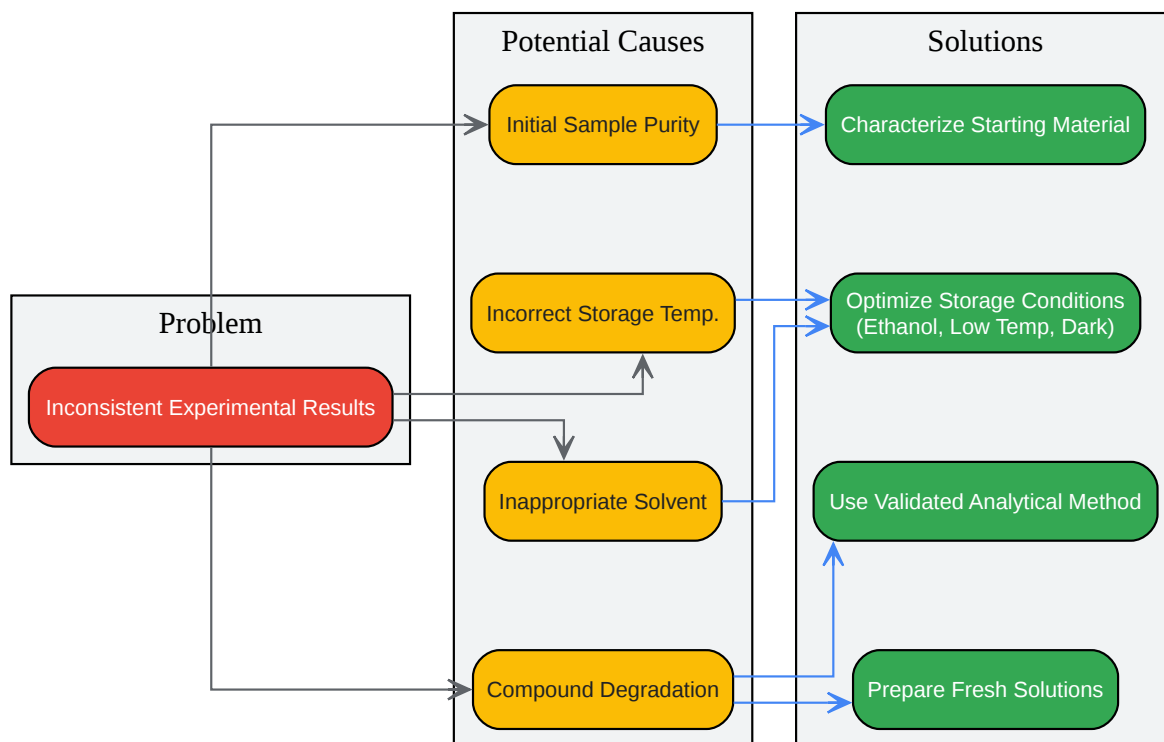 Problem
Inconsistent Experimental Results
Potential Causes
Initial Sample Purity
Incorrect Storage Temp.
Inappropriate Solvent
Compound Degradation
Solutions
Characterize Starting Material
Optimize Storage Conditions
(Ethanol, Low Temp, Dark)
Use Validated Analytical Method
Prepare Fresh Solutions